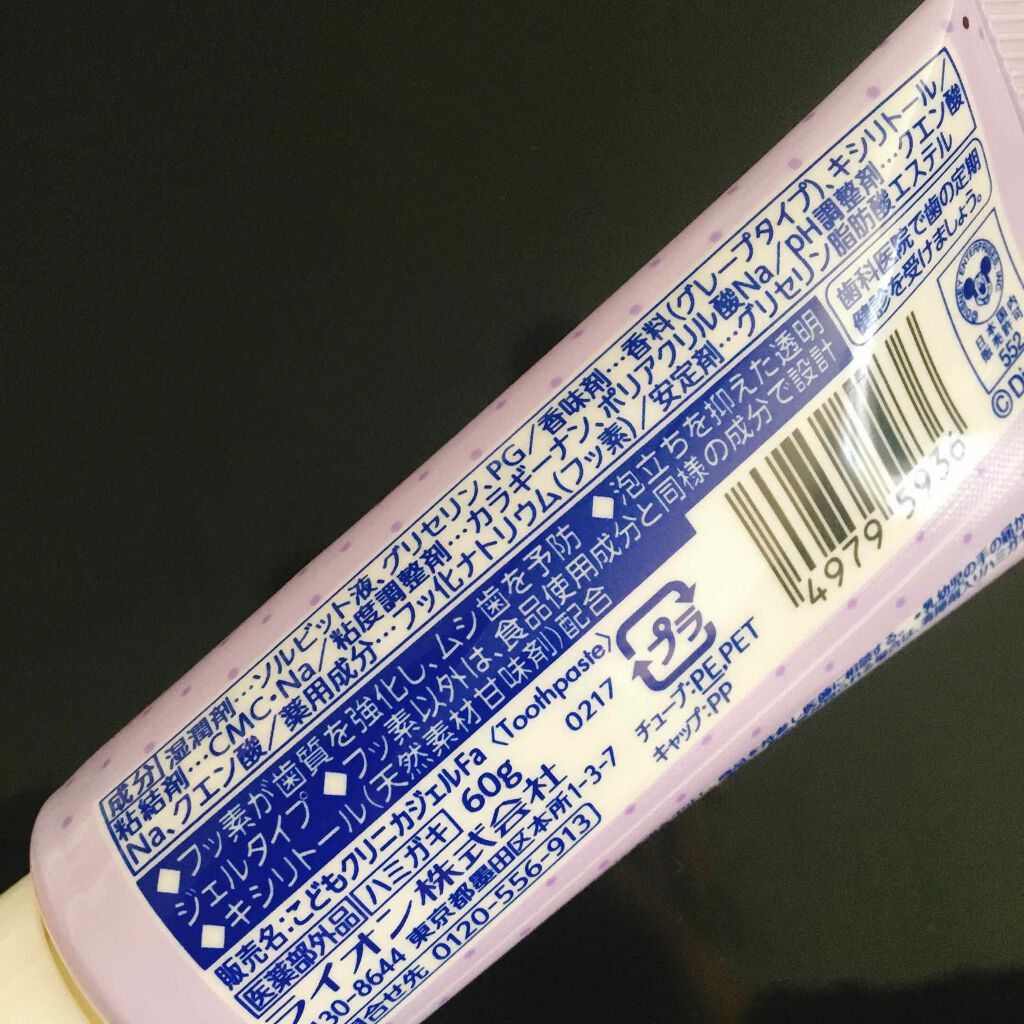 成分 湿潤剤…ソルビット液、グリセリン、PG/香味剤…香料(グレープタイプ)、キシリトール/
粘結剤…CMC・Na/粘度調整剤…カラギーナン、ポリアクリル酸Na/pH調整剤…クエン酸
Na、クエン酸/薬用成分…フッ化ナトリウム(フッ素)/安定剤…グリセリン脂肪酸エステル
◆フッ素が歯質を強化し、ムシ歯を予防 ◆泡立ちを抑えた透明
ジェルタイプ ◆フッ素以外は、食品使用成分と同様の成分で設計
◆キシリトール(天然素材甘味剤)配合
歯科医院で歯の定期
健診を受けましょう。
販売名:こどもクリニカジェルFa 〈Toothpaste〉
医薬部外品 ハミガキ 60g 0217
ライオン株式会社
130-8644 東京都墨田区本所1-3-7
0120-556-913)
プラ
チューブ:PE,PET
キャップ:PP
4979 5936
ENTERPRISES, INC.
日本国内
販売許可
552